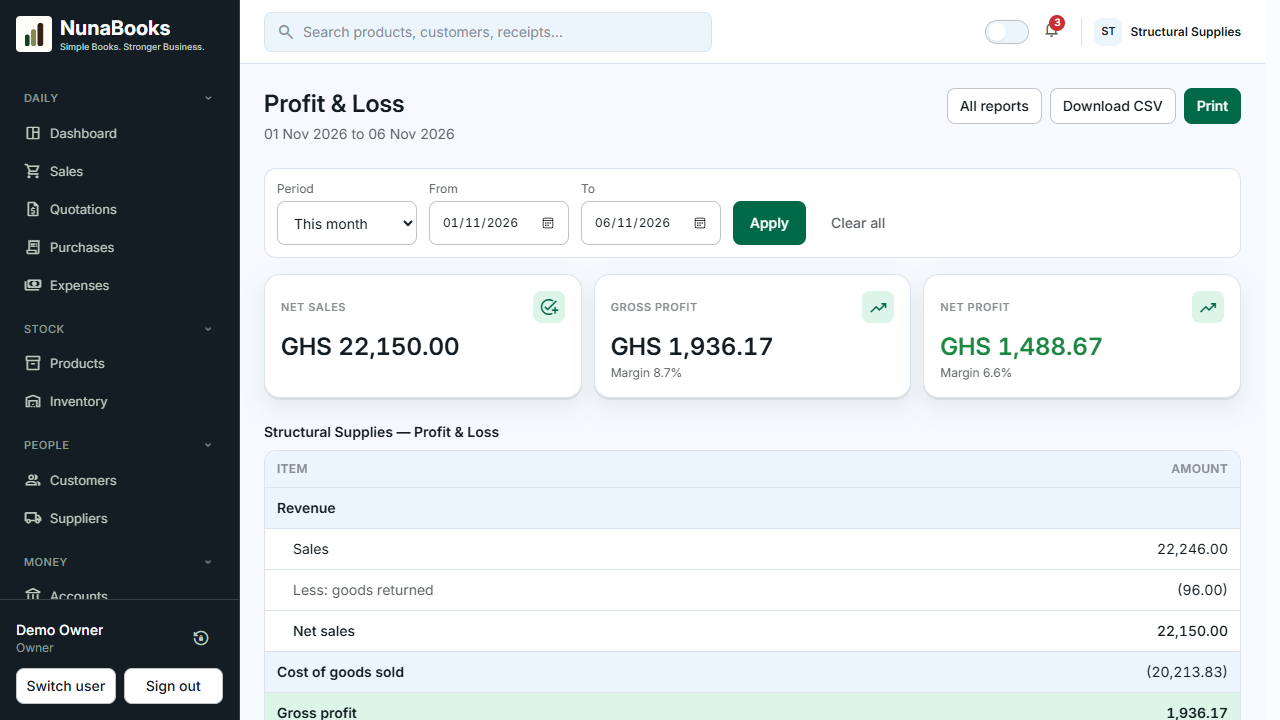 NunaBooks
Simple Books. Stronger Business.
DAILY
Dashboard
Sales
Quotations
Purchases
Expenses
STOCK
Products
Inventory
PEOPLE
Customers
Suppliers
MONEY
Accounts
Demo Owner
Owner
Switch user
Sign out
Search products, customers, receipts...
3
ST
Structural Supplies
Profit & Loss
01 Nov 2026 to 06 Nov 2026
All reports
Download CSV
Print
Period
From
To
This month
01/11/2026
06/11/2026
Apply
Clear all
NET SALES
GHS 22,150.00
GROSS PROFIT
GHS 1,936.17
Margin 8.7%
NET PROFIT
GHS 1,488.67
Margin 6.6%
Structural Supplies — Profit & Loss
ITEM AMOUNT
Revenue
Sales 22,246.00
Less: goods returned (96.00)
Net sales 22,150.00
Cost of goods sold (20,213.83)
Gross profit 1,936.17